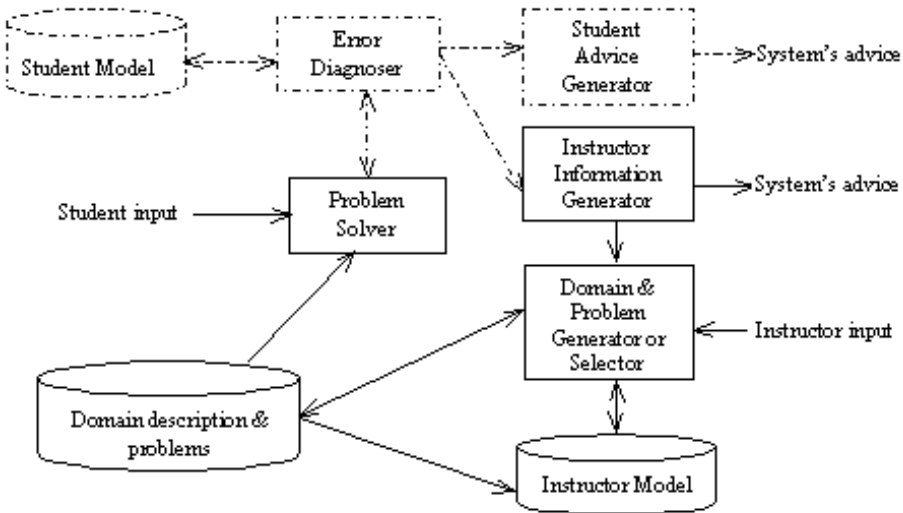 Student Model
Error
Diagnoser
Student
Advice
Generator
System's advice
Instructor
Information
Generator
System's advice
Student input
Problem
Solver
Domain &
Problem
Generator or
Selector
Instructor input
Domain description &
problems
Instructor Model